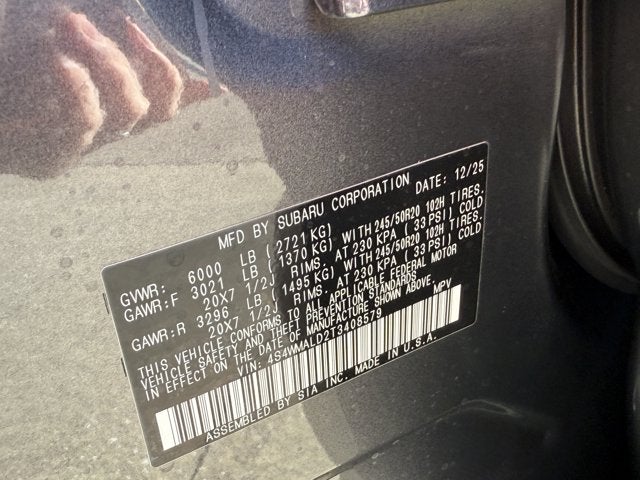 MFD BY SUBARU CORPORATION DATE: 12/25
GVWR: 6000 LB (2721 KG)
GAWR:F 3021 LB (1370 KG) WITH 245/50R20 102H TIRES.
20X7 1/2J RIMS, AT 230 KPA (33 PSI) COLD
GAWR:R 3296 LB (1495 KG) WITH 245/50R20 102H TIRES.
20X7 1/2J RIMS, AT 230 KPA (33 PSI) COLD
THIS VEHICLE CONFORMS TO ALL APPLICABLE FEDERAL MOTOR
VEHICLE SAFETY AND THEFT PREVENTION STANDARDS
IN EFFECT ON THE DATE OF MANUFACTURE SHOWN ABOVE.
VIN: 4S4WMALD2T3408579 MPV
ASSEMBLED BY SIA INC. MADE IN U.S.A.